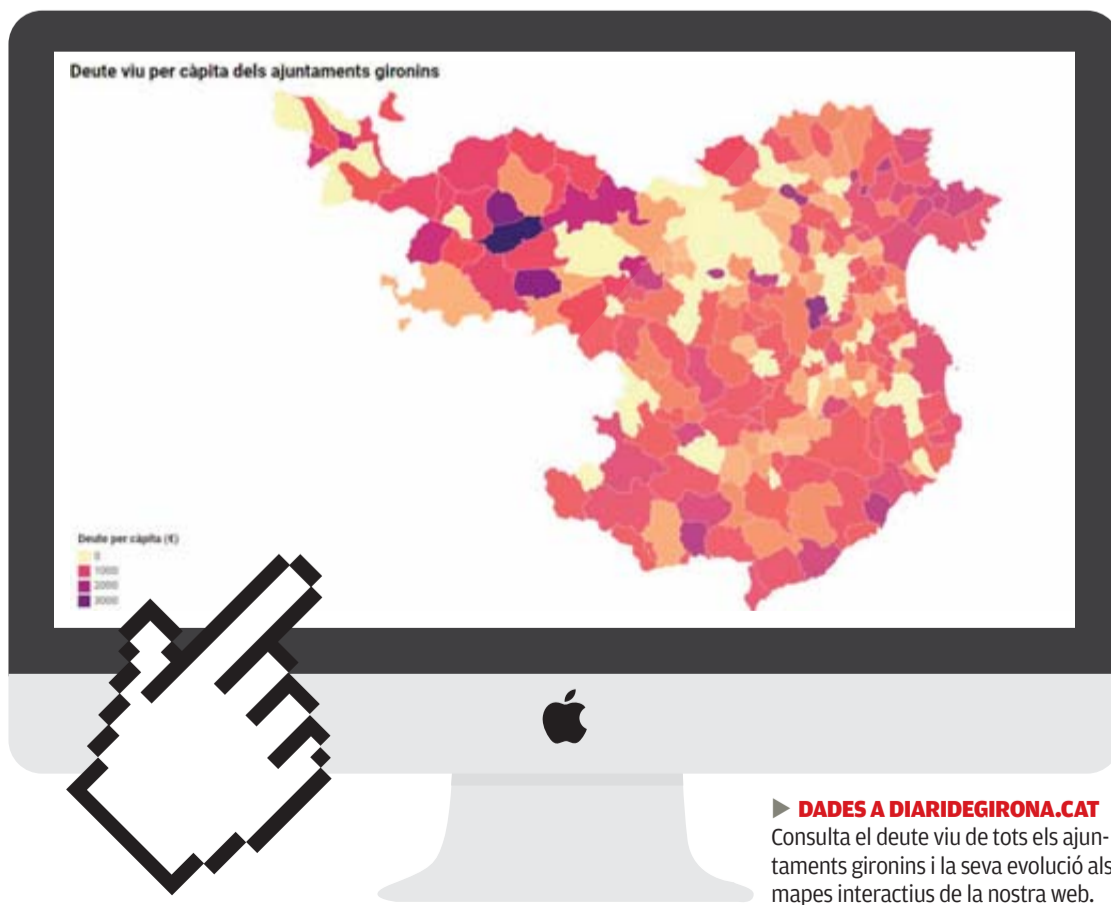 Deute viu per càpita dels ajuntaments gironins
Deute per càpita (€)
0
1000
2000
3000
DADES A DIARIDEGIRONA.CAT
Consulta el deute viu de tots els ajun-
taments gironins i la seva evolució als
mapes interactius de la nostra web.